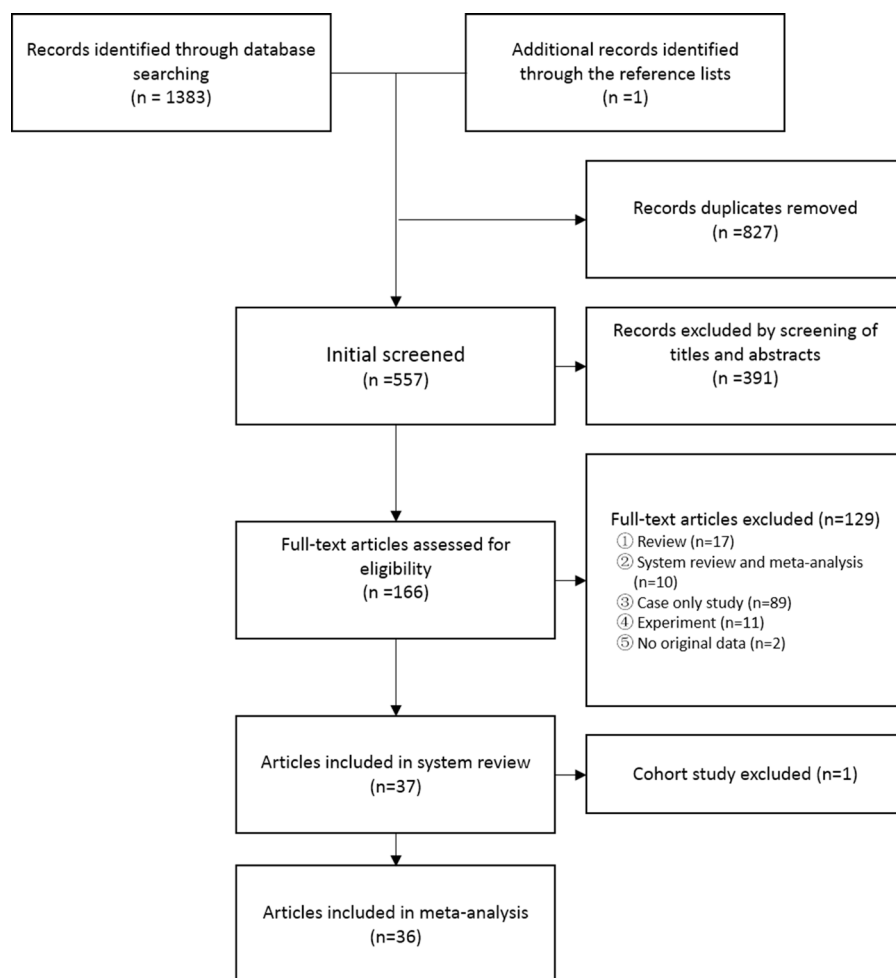 Records identified through database
searching
(n = 1383)
Additional records identified
through the reference lists
(n =1)
Records duplicates removed
(n =827)
Initial screened
(n =557)
Records excluded by screening of
titles and abstracts
(n =391)
Full-text articles assessed for
eligibility
(n =166)
Full-text articles excluded (n=129)
① Review (n=17)
② System review and meta-analysis
(n=10)
③ Case only study (n=89)
④ Experiment (n=11)
⑤ No original data (n=2)
Articles included in system review
(n=37)
Cohort study excluded (n=1)
Articles included in meta-analysis
(n=36)